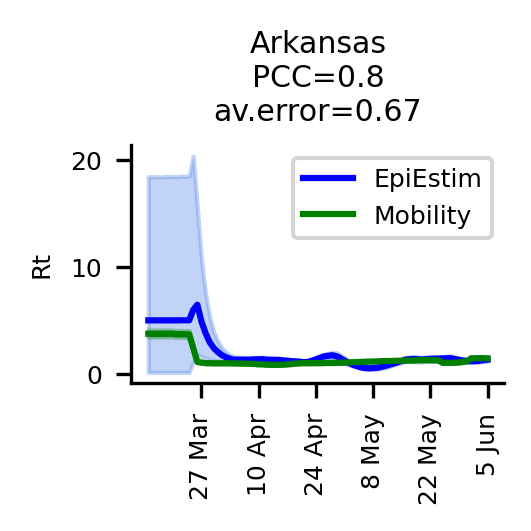 Arkansas
PCC=0.8
av.error=0.67
20
10
0
Rt
EpiEstim
Mobility
27 Mar
10 Apr
24 Apr
8 May
22 May
5 Jun